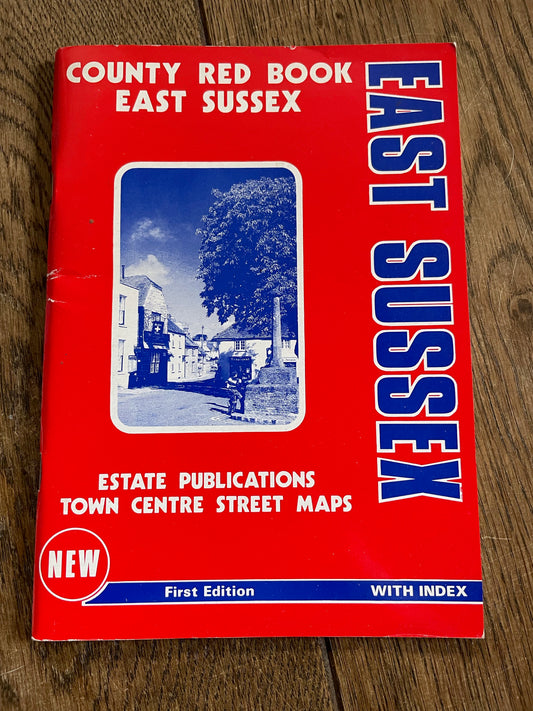 COUNTY RED BOOK
EAST SUSSEX
EAST SUSSEX
ESTATE PUBLICATIONS
TOWN CENTRE STREET MAPS
NEW
First Edition
WITH INDEX